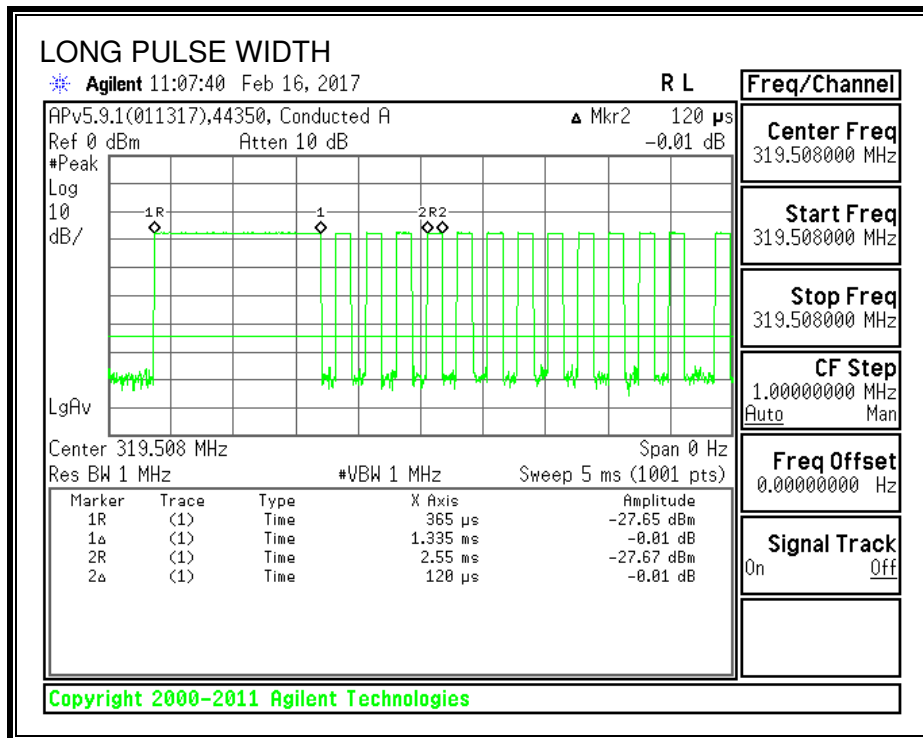 LONG PULSE WIDTH
Agilent 11:07:40 Feb 16, 2017 R L
APv5.9.1(011317),44350, Conducted A Δ Mkr2 120 µs
Ref 0 dBm Atten 10 dB -0.01 dB
#Peak
Log
10
dB/
1R 1 2R 2
LgAv
Center 319.508 MHz Span 0 Hz
Res BW 1 MHz #VBW 1 MHz Sweep 5 ms (1001 pts)
Marker Trace Type X Axis Amplitude
1R (1) Time 365 µs -27.65 dBm
1Δ (1) Time 1.335 ms -0.01 dB
2R (1) Time 2.55 ms -27.67 dBm
2Δ (1) Time 120 µs -0.01 dB
Copyright 2000-2011 Agilent Technologies
Freq/Channel
Center Freq
319.508000 MHz
Start Freq
319.508000 MHz
Stop Freq
319.508000 MHz
CF Step
1.00000000 MHz
Auto Man
Freq Offset
0.00000000 Hz
Signal Track
On Off